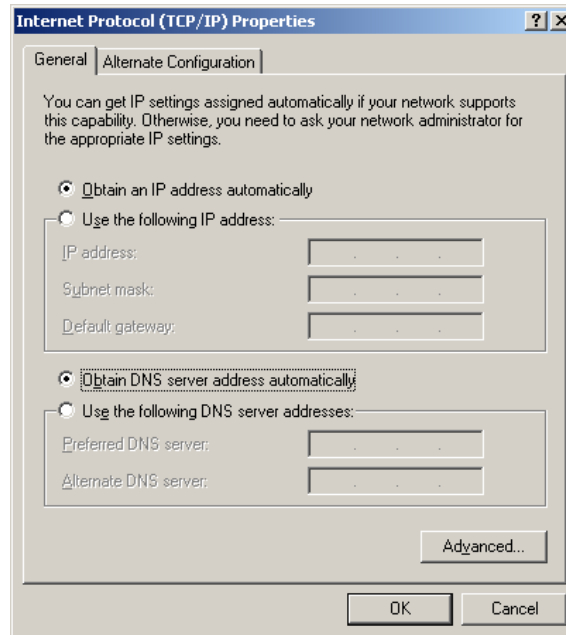 Internet Protocol (TCP/IP) Properties
General
Alternate Configuration
You can get IP settings assigned automatically if your network supports
this capability. Otherwise, you need to ask your network administrator for
the appropriate IP settings.
Obtain an IP address automatically
Use the following IP address:
IP address:
Subnet mask:
Default gateway:
Obtain DNS server address automatically
Use the following DNS server addresses:
Preferred DNS server:
Alternate DNS server:
Advanced...
OK
Cancel